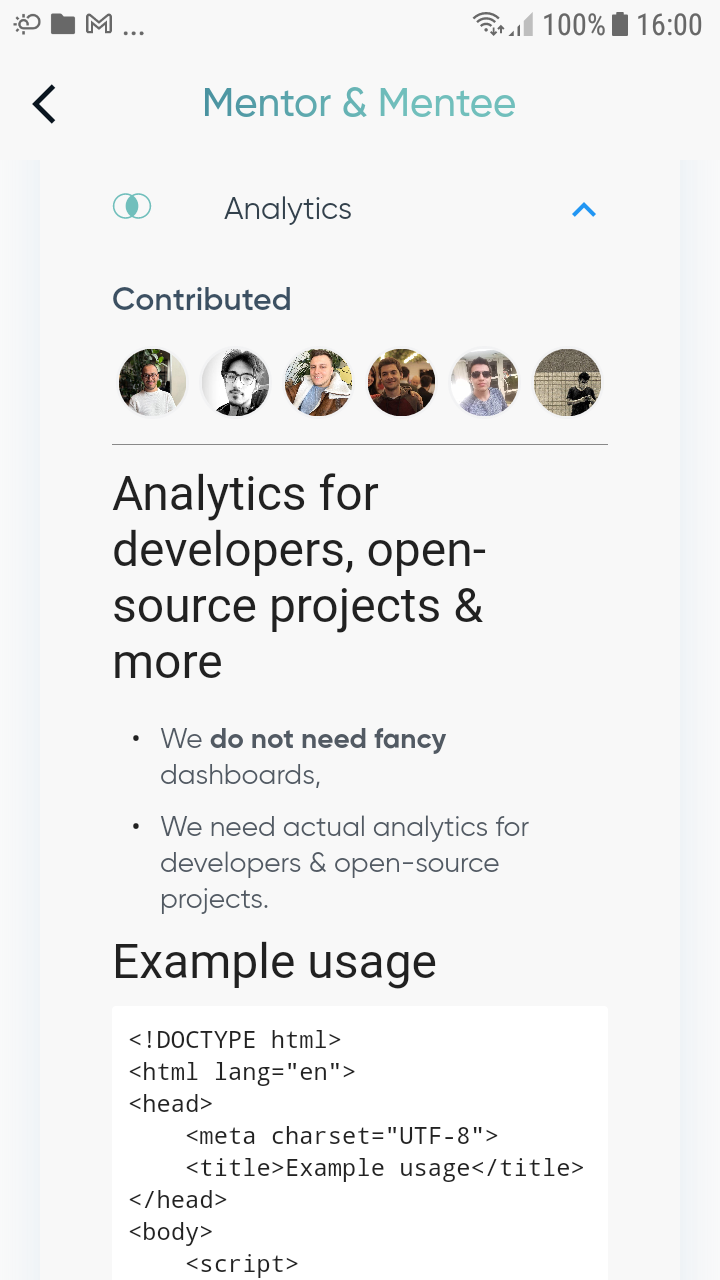 ... 100% 16:00
Mentor & Mentee
Analytics
Contributed
Analytics for
developers, open-
source projects &
more
• We do not need fancy
dashboards,
• We need actual analytics for
developers & open-source
projects.
Example usage
<!DOCTYPE html>
<html lang="en">
<head>
    <meta charset="UTF-8">
    <title>Example usage</title>
</head>
<body>
    <script>